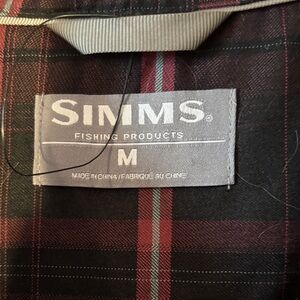 SIMMS®
FISHING PRODUCTS
M
MADE IN CHINA / FABRIQUÉ AU CHINE